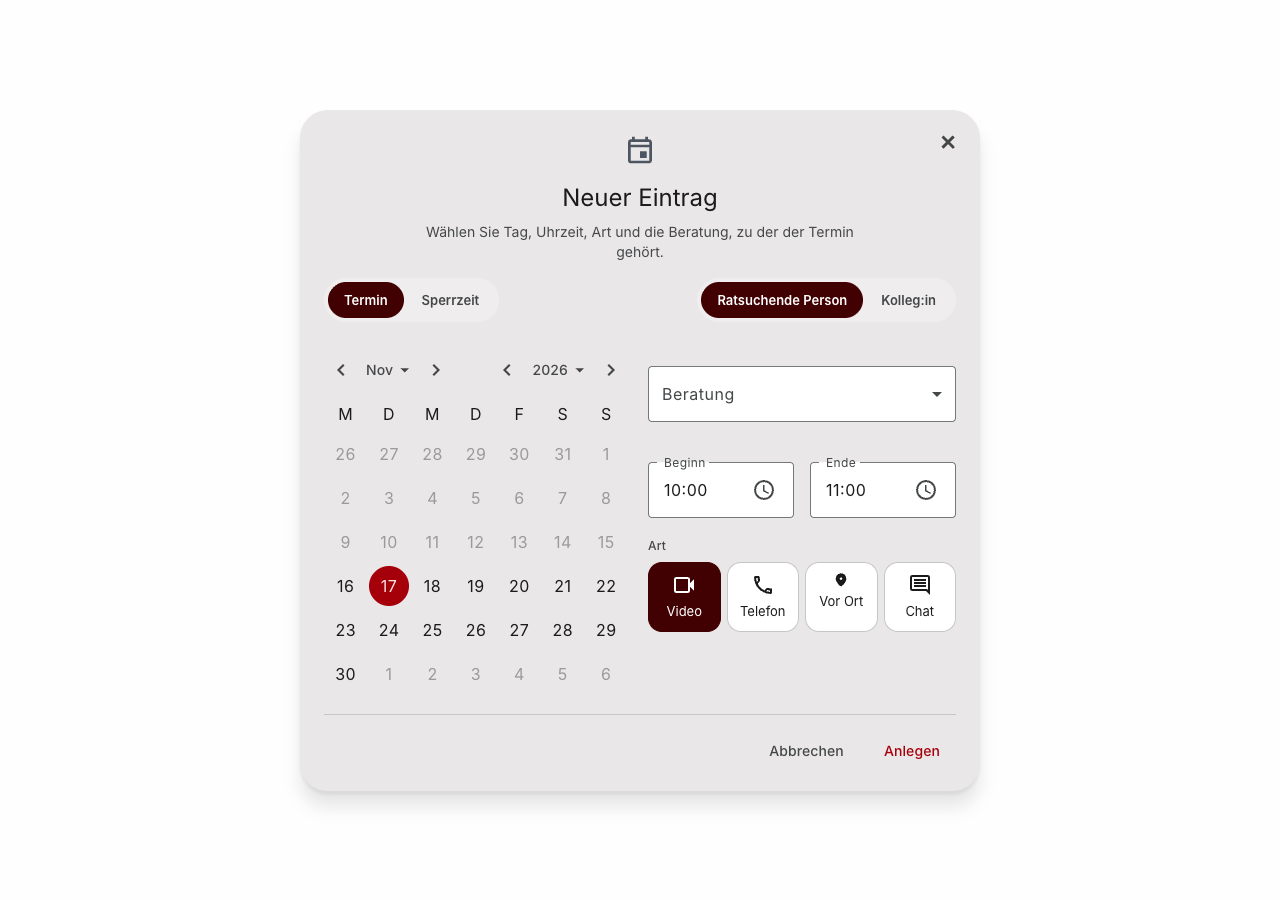 Neuer Eintrag
Wählen Sie Tag, Uhrzeit, Art und die Beratung, zu der der Termin
gehört.
Termin Sperrzeit Ratsuchende Person Kolleg:in
Nov 2026
M D M D F S S
26 27 28 29 30 31 1
2 3 4 5 6 7 8
9 10 11 12 13 14 15
16 17 18 19 20 21 22
23 24 25 26 27 28 29
30 1 2 3 4 5 6
Beratung
Beginn Ende
10:00 11:00
Art
Video Telefon Vor Ort Chat
Abbrechen Anlegen